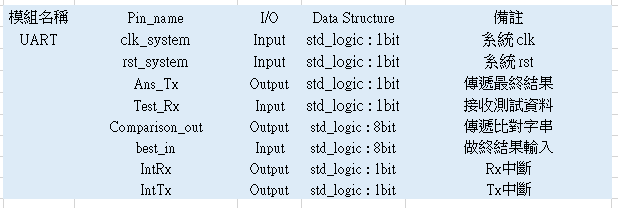 模組名稱 Pin_name I/O Data Structure 備註
UART clk_system Input std_logic : 1bit 系統 clk
rst_system Input std_logic : 1bit 系統 rst
Ans_Tx Output std_logic : 1bit 傳遞最終結果
Test_Rx Input std_logic : 1bit 接收測試資料
Comparison_out Output std_logic : 8bit 傳遞比對字串
best_in Input std_logic : 8bit 做終結果輸入
IntRx Output std_logic : 1bit Rx中斷
IntTx Output std_logic : 1bit Tx中斷